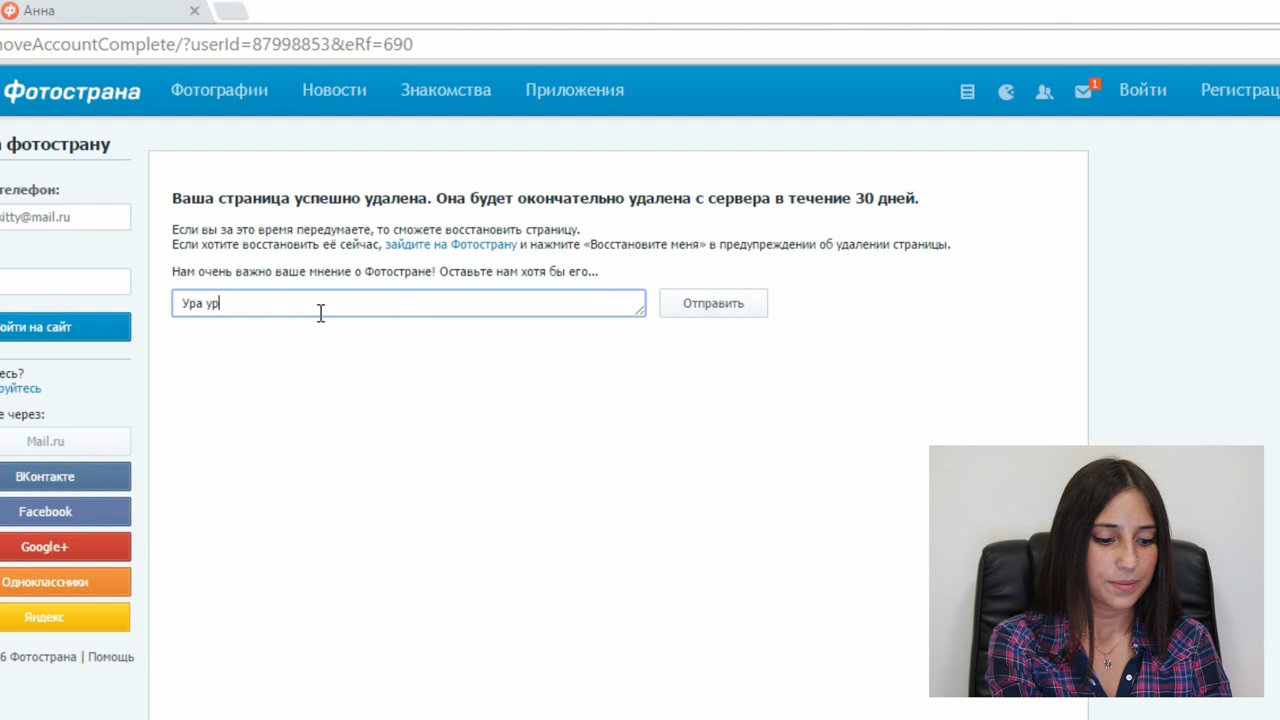 Анна
noveAccountComplete/?userId=87998853&eRf=690
Фотострана Фотографии Новости Знакомства Приложения 1 Войти Регистрац
фотострану
телефон:
kitty@mail.ru
ойти на сайт
есь?
руйтесь
е через:
Mail.ru
ВКонтакте
Facebook
Google+
Одноклассники
Яндекс
6 Фотострана | Помощь
Ваша страница успешно удалена. Она будет окончательно удалена с сервера в течение 30 дней.
Если вы за это время передумаете, то сможете восстановить страницу.
Если хотите восстановить её сейчас, зайдите на Фотострану и нажмите «Восстановите меня» в предупреждении об удалении страницы.
Нам очень важно ваше мнение о Фотостране! Оставьте нам хотя бы его...
Ура ур Отправить